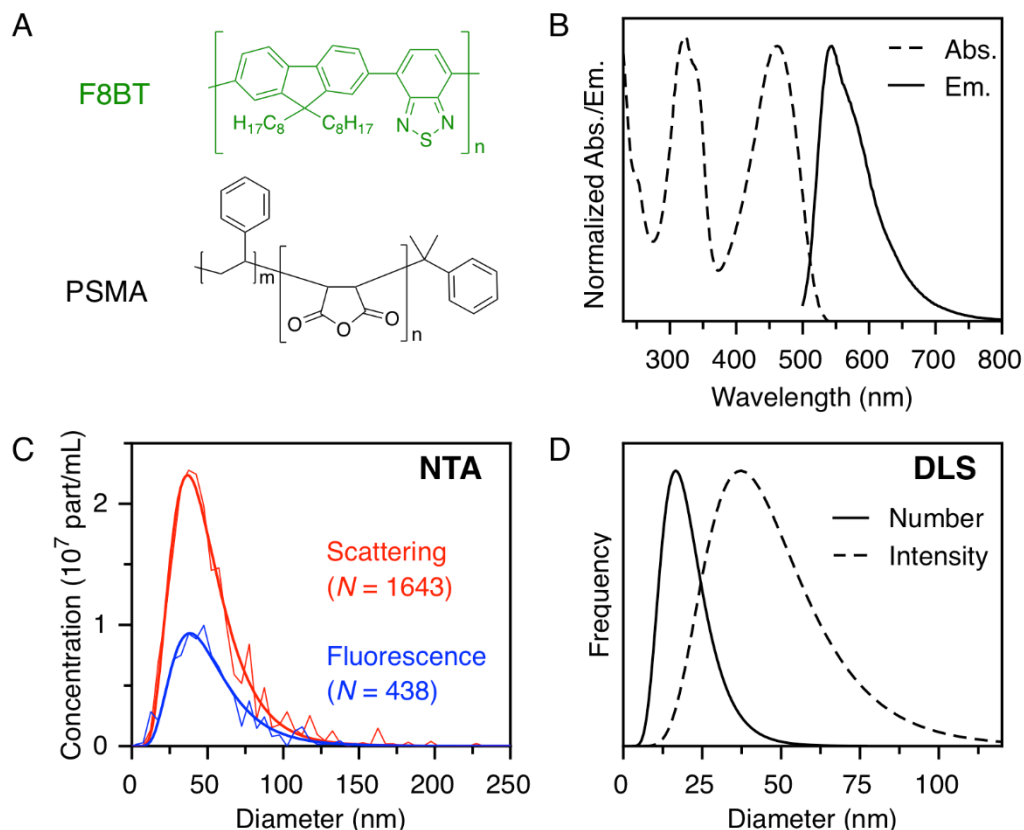 A
F8BT
H17C8
C8H17
N
S
N
n
PSMA
m
O
O
O
n
B
Abs.
Em.
Normalized Abs./Em.
300 400 500 600 700 800
Wavelength (nm)
C
NTA
Concentration (10⁷ part/mL)
2
1
0
Scattering
(N = 1643)
Fluorescence
(N = 438)
0 50 100 150 200 250
Diameter (nm)
D
DLS
Number
Intensity
Frequency
0 25 50 75 100
Diameter (nm)